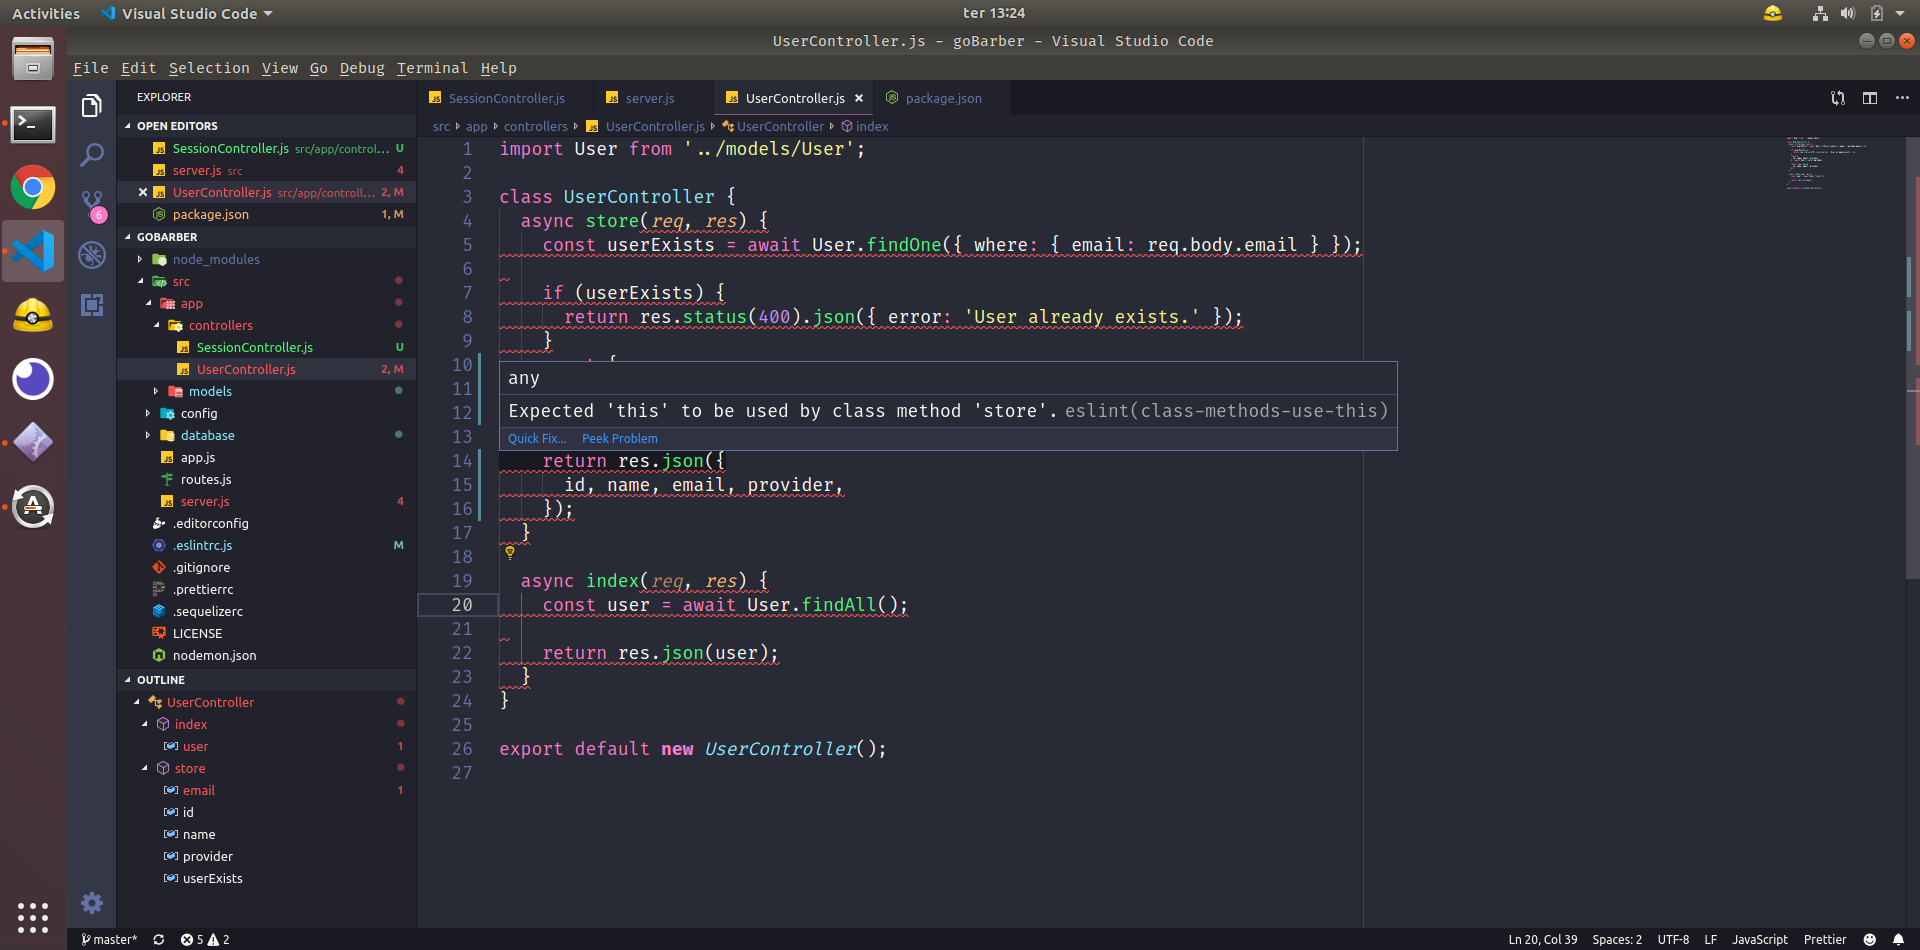 Activities
Visual Studio Code
ter 13:24
UserController.js - goBarber - Visual Studio Code
File Edit Selection View Go Debug Terminal Help
EXPLORER
OPEN EDITORS
SessionController.js src/app/control... U
server.js src 4
UserController.js src/app/controll... 2, M
package.json 1, M
GOBARBER
node_modules
src
app
controllers
SessionController.js U
UserController.js 2, M
models
config
database
app.js
routes.js
server.js 4
.editorconfig
.eslintrc.js M
.gitignore
.prettierrc
.sequelizerc
LICENSE
nodemon.json
OUTLINE
UserController
index
user 1
store
email 1
id
name
provider
userExists
6
SessionController.js
server.js
UserController.js
package.json
src app controllers UserController.js UserController index
1 import User from '../models/User';
2
3 class UserController {
4 async store(req, res) {
5 const userExists = await User.findOne({ where: { email: req.body.email } });
6
7 if (userExists) {
8 return res.status(400).json({ error: 'User already exists.' });
9 }
10
11
12
13
any
Expected 'this' to be used by class method 'store'. eslint(class-methods-use-this)
Quick Fix... Peek Problem
14 return res.json({
15 id, name, email, provider,
16 });
17 }
18
19 async index(req, res) {
20 const user = await User.findAll();
21
22 return res.json(user);
23 }
24 }
25
26 export default new UserController();
27
master* 5 2
Ln 20, Col 39 Spaces: 2 UTF-8 LF JavaScript Prettier